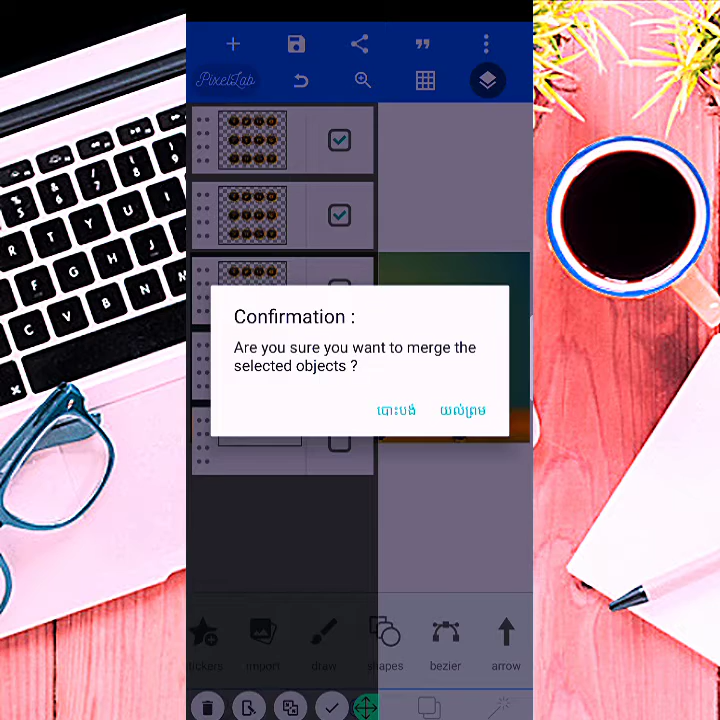 PixelLab
Confirmation :
Are you sure you want to merge the
selected objects ?
បោះបង់ យល់ព្រម
stickers import draw shapes bezier arrow